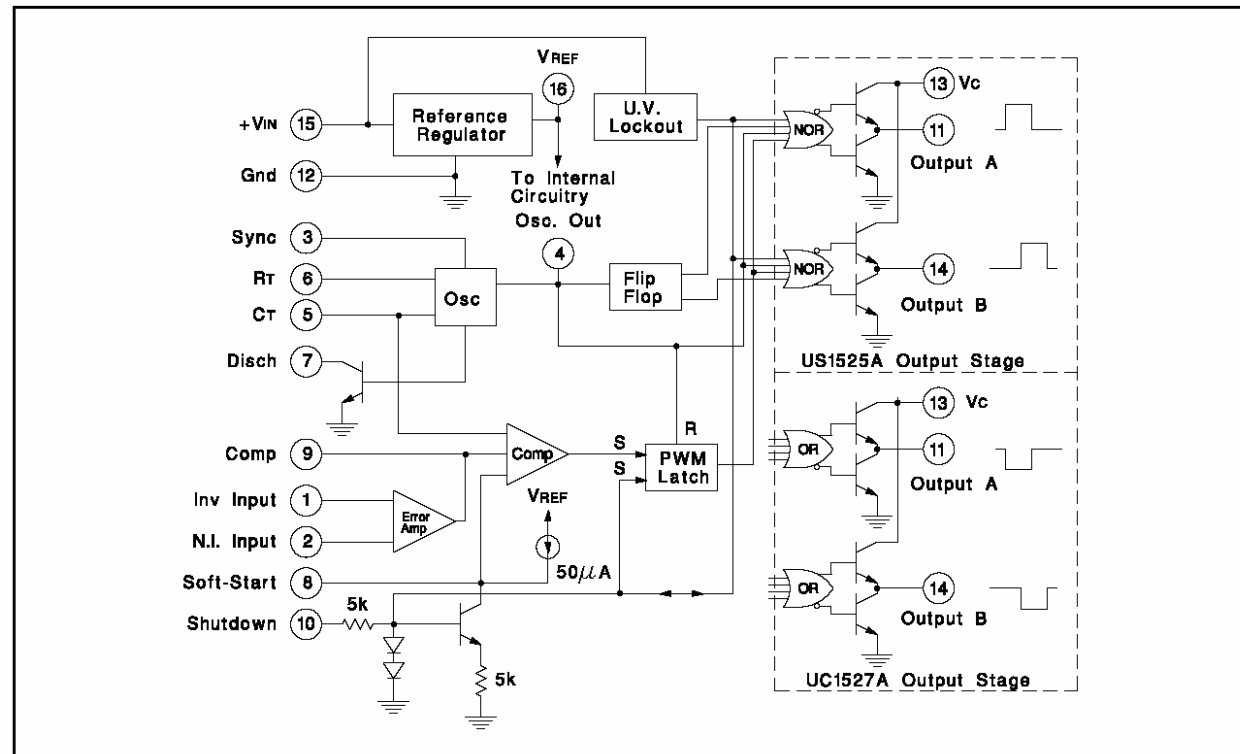 VREF
16
+VIN 15
Reference
Regulator
U.V.
Lockout
Gnd 12
To Internal
Circuitry
Osc. Out
4
Sync 3
RT 6
CT 5
Osc
Flip
Flop
Disch 7
Comp 9
Comp
Inv Input 1
Error
Amp
N.I. Input 2
Soft-Start 8
Shutdown 10
5k
5k
VREF
50μA
S
S
R
PWM
Latch
NOR
13 Vc
11
Output A
NOR
14
Output B
US1525A Output Stage
OR
13 Vc
11
Output A
OR
14
Output B
UC1527A Output Stage